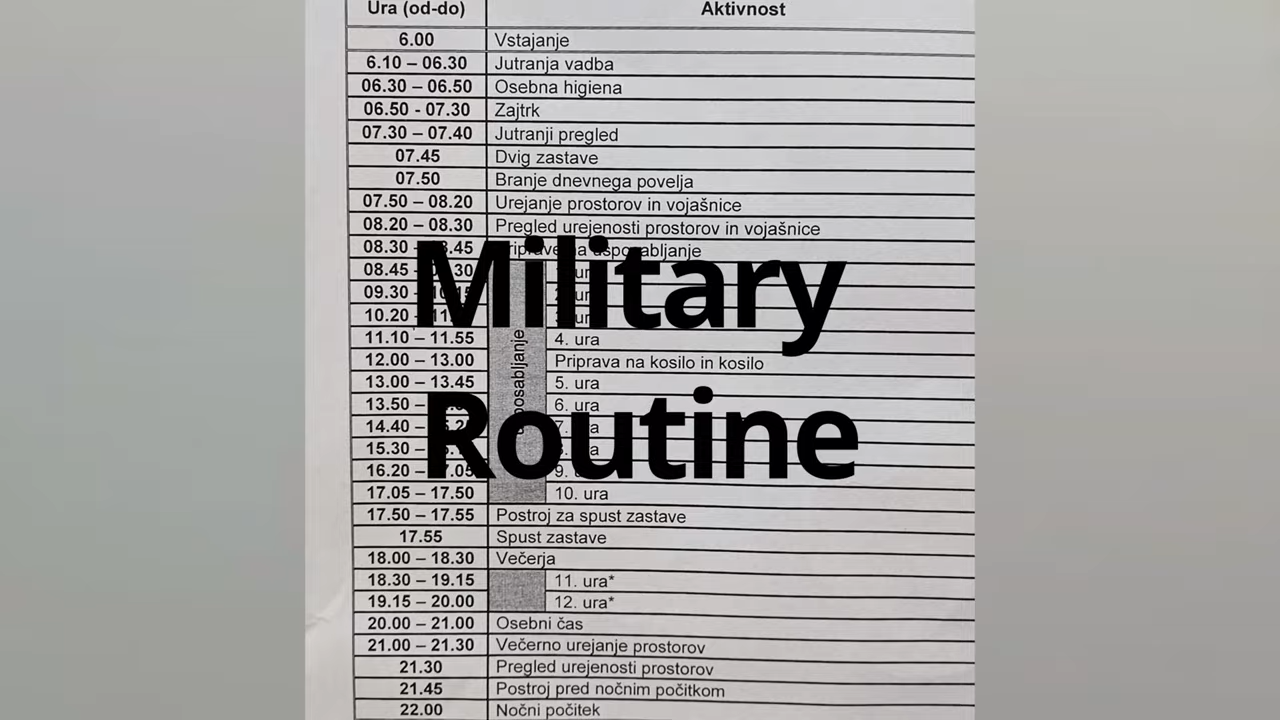 Ura (od-do) Aktivnost
6.00 Vstajanje
6.10 – 06.30 Jutranja vadba
06.30 – 06.50 Osebna higiena
06.50 - 07.30 Zajtrk
07.30 – 07.40 Jutranji pregled
07.45 Dvig zastave
07.50 Branje dnevnega povelja
07.50 – 08.20 Urejanje prostorov in vojašnice
08.20 – 08.30 Pregled urejenosti prostorov in vojašnice
08.30
08.45
09.30
10.20
Military
11.10 – 11.55 4. ura
12.00 – 13.00 Priprava na kosilo in kosilo
13.00 – 13.45 5. ura
13.50 6. ura
14.40
15.30
16.20
Routine
17.05 – 17.50 10. ura
17.50 – 17.55 Postroj za spust zastave
17.55 Spust zastave
18.00 – 18.30 Večerja
18.30 – 19.15 11. ura*
19.15 – 20.00 12. ura*
20.00 – 21.00 Osebni čas
21.00 – 21.30 Večerno urejanje prostorov
21.30 Pregled urejenosti prostorov
21.45 Postroj pred nočnim počitkom
22.00 Nočni počitek